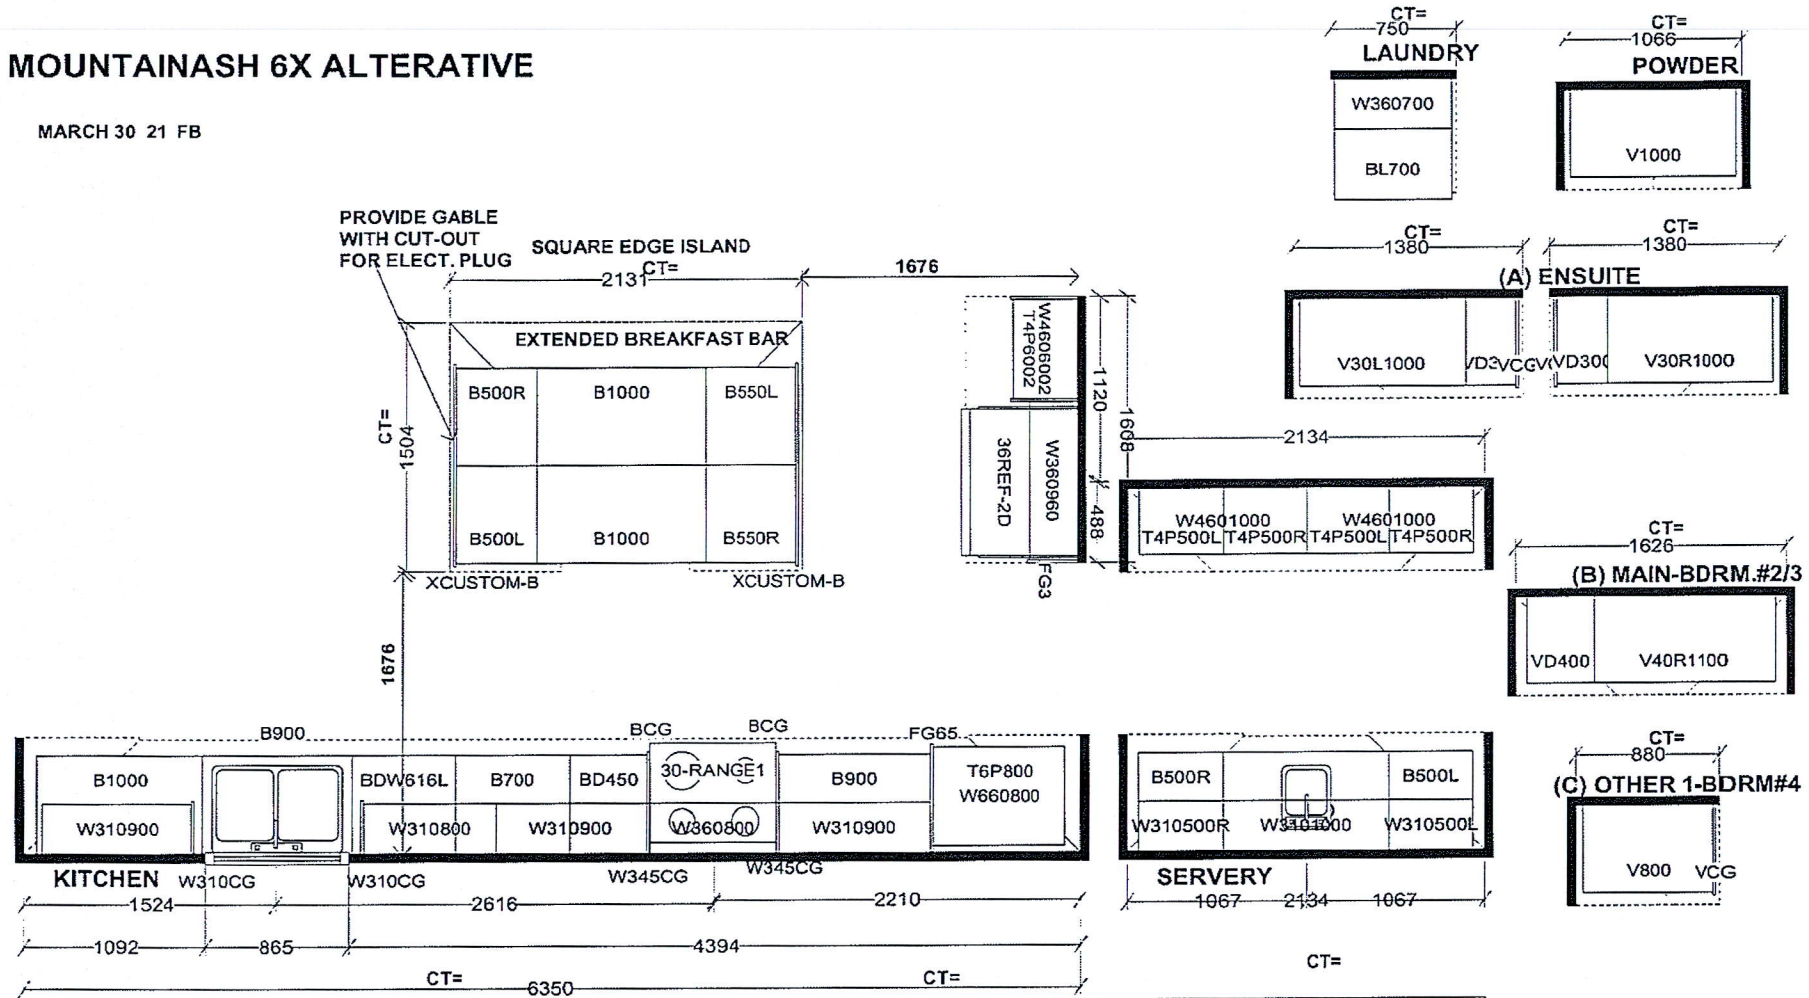 MOUNTAINASH 6X ALTERATIVE
MARCH 30 21 FB
CT=
750
LAUNDRY
W360700
BL700
CT=
1066
POWDER
V1000
PROVIDE GABLE
WITH CUT-OUT
FOR ELECT. PLUG
SQUARE EDGE ISLAND
CT=
2131
1676
EXTENDED BREAKFAST BAR
B500R
B1000
B550L
CT=
1504
B500L
B1000
B550R
XCUSTOM-B
XCUSTOM-B
1676
W4606002
T4P6002
W360960
36REF-2D
FG3
1120
488
1608
CT=
1380
CT=
1380
(A) ENSUITE
V30L1000
VCG
VD300
V30R1000
2134
W4601000
W4601000
T4P500L
T4P500R
T4P500L
T4P500R
CT=
1626
(B) MAIN-BDRM.#2/3
VD400
V40R1100
B900
BCG
BCG
FG65
B1000
BDW616L
B700
BD450
30-RANGE1
B900
T6P800
W660800
W310900
W310800
W310900
W360800
W310900
KITCHEN
W310CG
W310CG
W345CG
W345CG
1524
2616
2210
1092
865
4394
CT=
CT=
6350
B500R
B500L
W310500R
W3101000
W310500L
SERVERY
1067
2134
1067
CT=
CT=
880
(C) OTHER 1-BDRM#4
V800
VCG